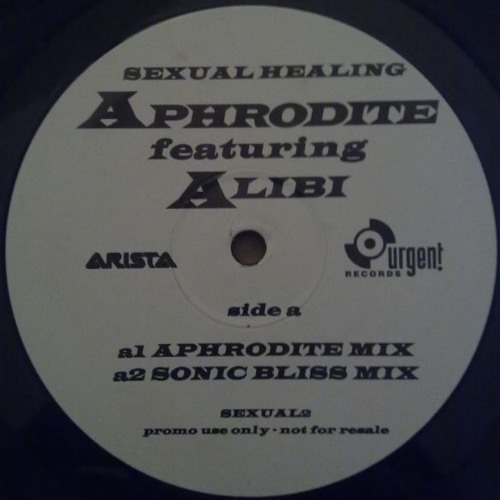 SEXUAL HEALING
APHRODITE
featuring
ALIBI
ARISTA
urgent!
RECORDS
side a
a1 APHRODITE MIX
a2 SONIC BLISS MIX
SEXUAL2
promo use only - not for resale